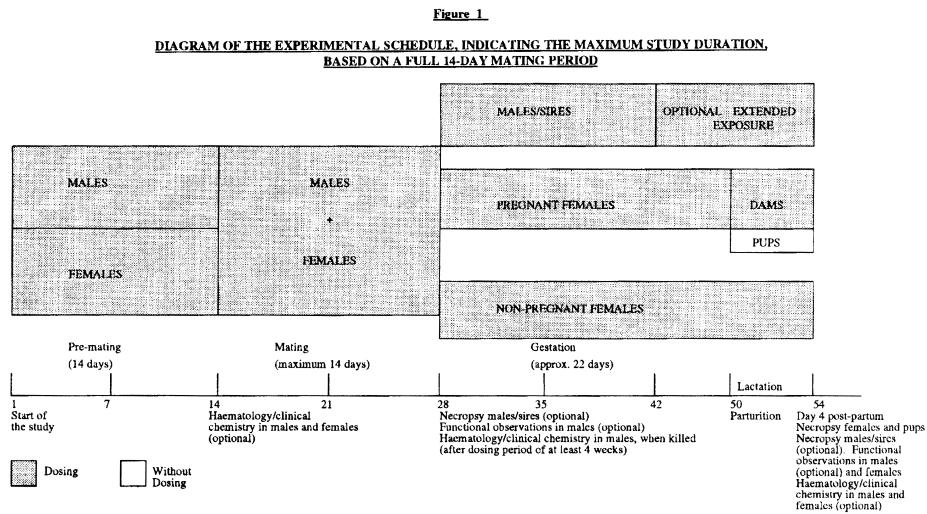 Figure 1
DIAGRAM OF THE EXPERIMENTAL SCHEDULE, INDICATING THE MAXIMUM STUDY DURATION,
BASED ON A FULL 14-DAY MATING PERIOD
MALES/SIRES
OPTIONAL EXTENDED
EXPOSURE
MALES
MALES
+
FEMALES
FEMALES
PREGNANT FEMALES
DAMS
PUPS
NON-PREGNANT FEMALES
Pre-mating
(14 days)
Mating
(maximum 14 days)
Gestation
(approx. 22 days)
Lactation
1
7
14
21
28
35
42
50
54
Start of
the study
Haematology/clinical
chemistry in males and females
(optional)
Necropsy males/sires (optional)
Functional observations in males (optional)
Haematology/clinical chemistry in males, when killed
(after dosing period of at least 4 weeks)
Parturition
Day 4 post-partum
Necropsy females and pups
Necropsy males/sires
(optional). Functional
observations in males
(optional) and females
Haematology/clinical
chemistry in males and
females (optional)
Dosing
Without
Dosing